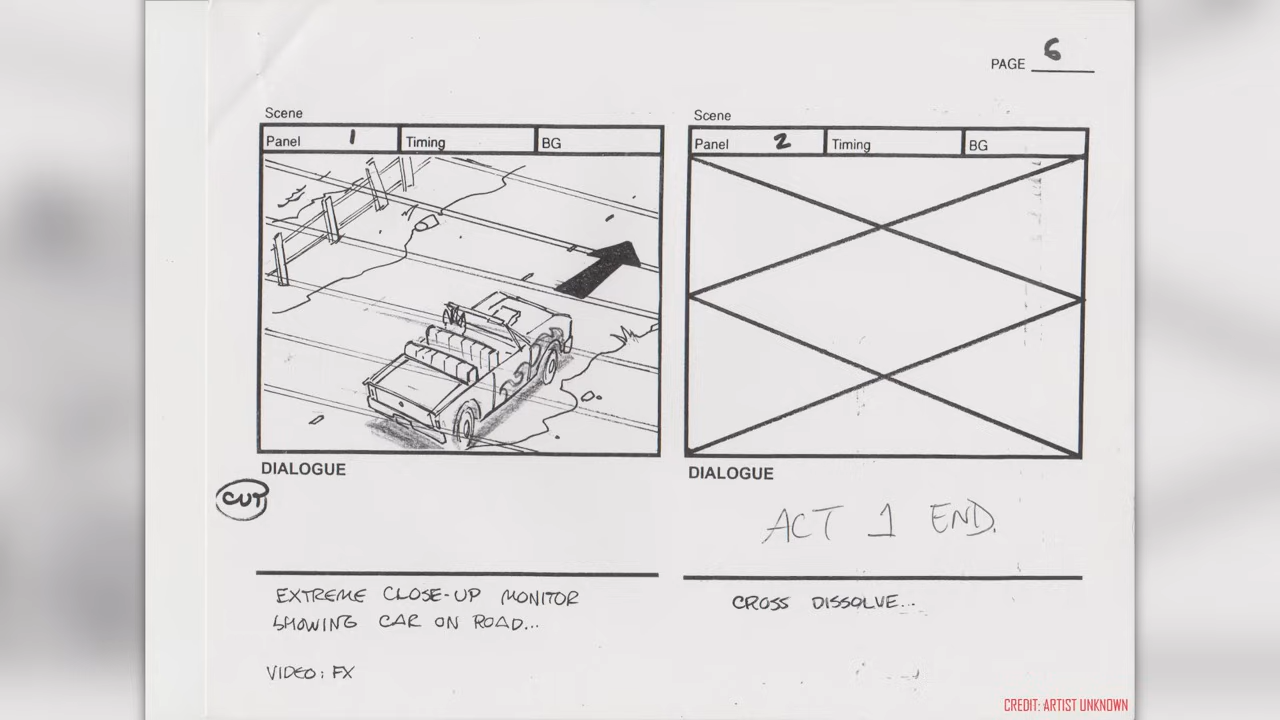 PAGE 6
Scene
Panel 1 Timing BG
DIALOGUE
CUT
EXTREME CLOSE-UP MONITOR
SHOWING CAR ON ROAD...
VIDEO: FX
Scene
Panel 2 Timing BG
DIALOGUE
ACT 1 END.
CROSS DISSOLVE...
CREDIT: ARTIST UNKNOWN